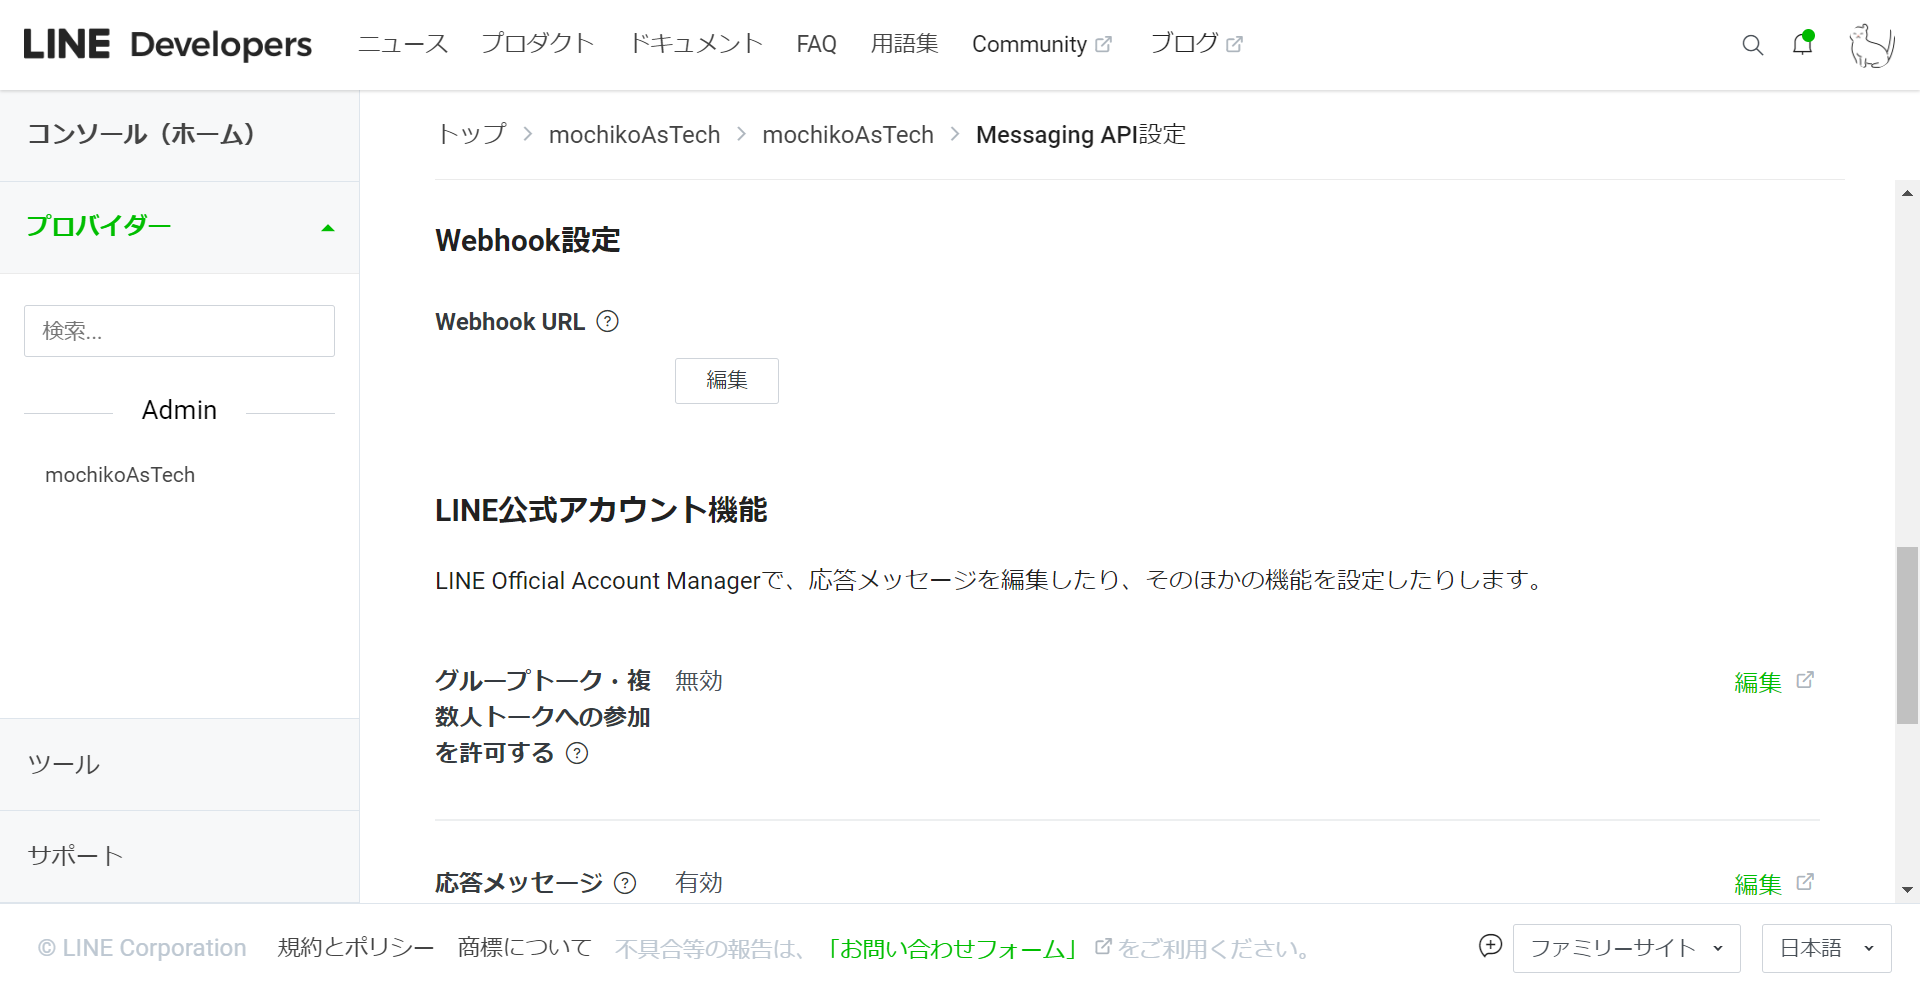 LINE Developers ニュース プロダクト ドキュメント FAQ 用語集 Community ブログ
コンソール（ホーム）
プロバイダー
検索...
Admin
mochikoAsTech
ツール
サポート
トップ > mochikoAsTech > mochikoAsTech > Messaging API設定
Webhook設定
Webhook URL
編集
LINE公式アカウント機能
LINE Official Account Managerで、応答メッセージを編集したり、そのほかの機能を設定したりします。
グループトーク・複 無効 編集
数人トークへの参加
を許可する
応答メッセージ 有効 編集
© LINE Corporation 規約とポリシー 商標について 不具合等の報告は、「お問い合わせフォーム」をご利用ください。 ファミリーサイト 日本語